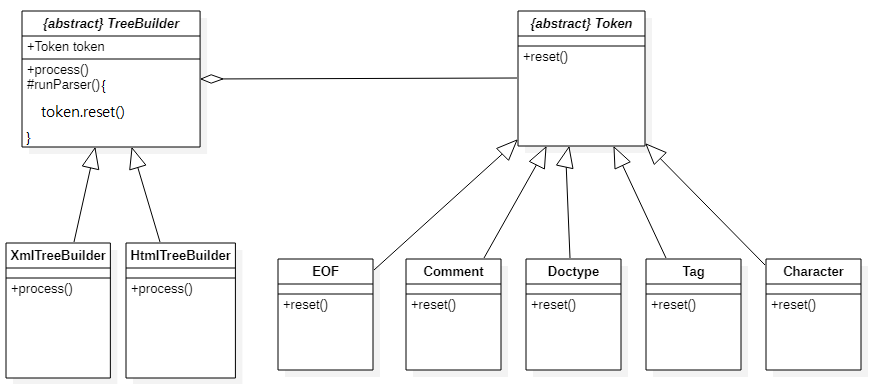 {abstract} TreeBuilder
+Token token
+process()
#runParser(){
token.reset()
}
{abstract} Token
+reset()
XmlTreeBuilder
+process()
HtmlTreeBuilder
+process()
EOF
+reset()
Comment
+reset()
Doctype
+reset()
Tag
+reset()
Character
+reset()